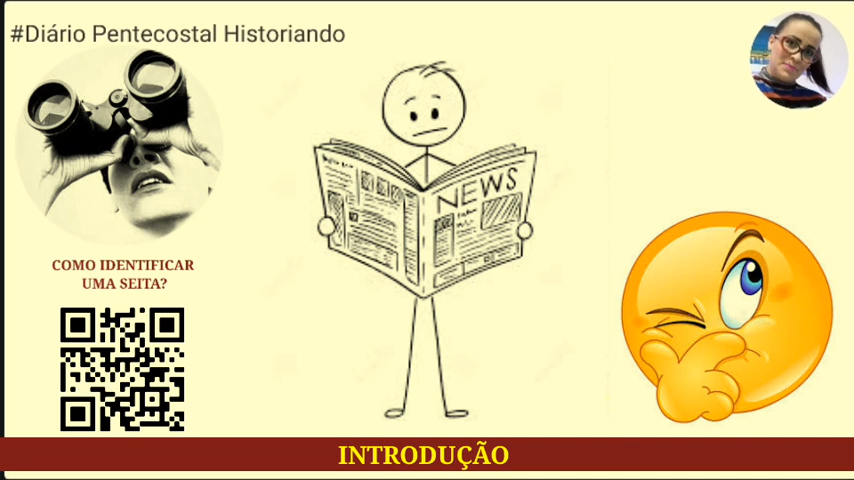 #Diário Pentecostal Historiando
NEWS
COMO IDENTIFICAR
UMA SEITA?
INTRODUÇÃO